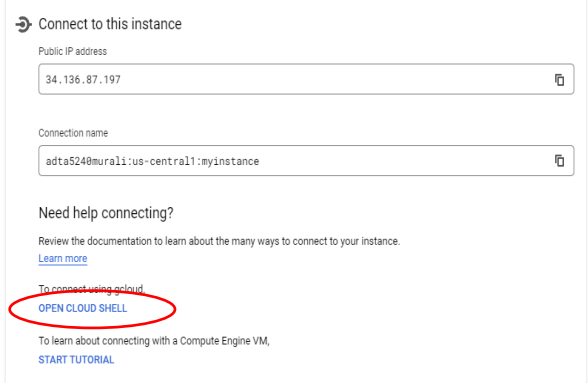 Connect to this instance
Public IP address
34.136.87.197
Connection name
adta5240murali:us-central1:myinstance
Need help connecting?
Review the documentation to learn about the many ways to connect to your instance.
Learn more
To connect using gcloud,
OPEN CLOUD SHELL
To learn about connecting with a Compute Engine VM,
START TUTORIAL